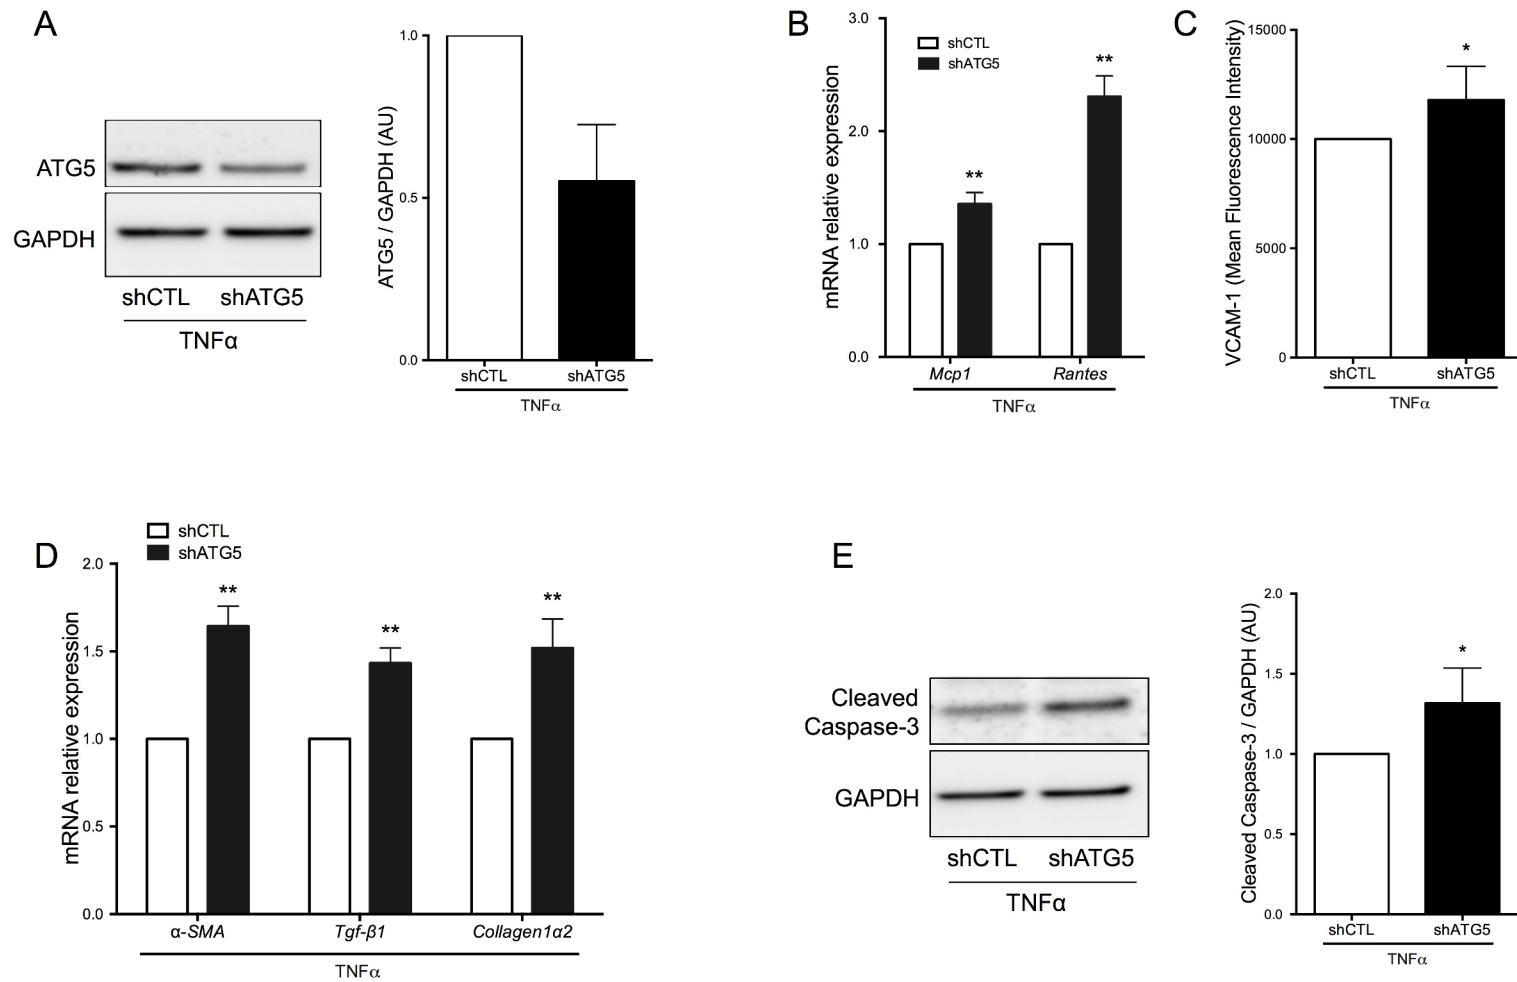 A
ATG5
GAPDH
shCTL shATG5
TNFα
ATG5 / GAPDH (AU)
1.0
0.5
0.0
shCTL shATG5
TNFα
B
mRNA relative expression
3.0
2.0
1.0
0.0
shCTL
shATG5
**
**
Mcp1 Rantes
TNFα
C
VCAM-1 (Mean Fluorescence Intensity)
15000
10000
5000
0
*
shCTL shATG5
TNFα
D
shCTL
shATG5
mRNA relative expression
2.0
1.5
1.0
0.5
0.0
**
**
**
α-SMA Tgf-β1 Collagen1α2
TNFα
E
Cleaved
Caspase-3
GAPDH
shCTL shATG5
TNFα
Cleaved Caspase-3 / GAPDH (AU)
2.0
1.5
1.0
0.5
0.0
*
shCTL shATG5
TNFα